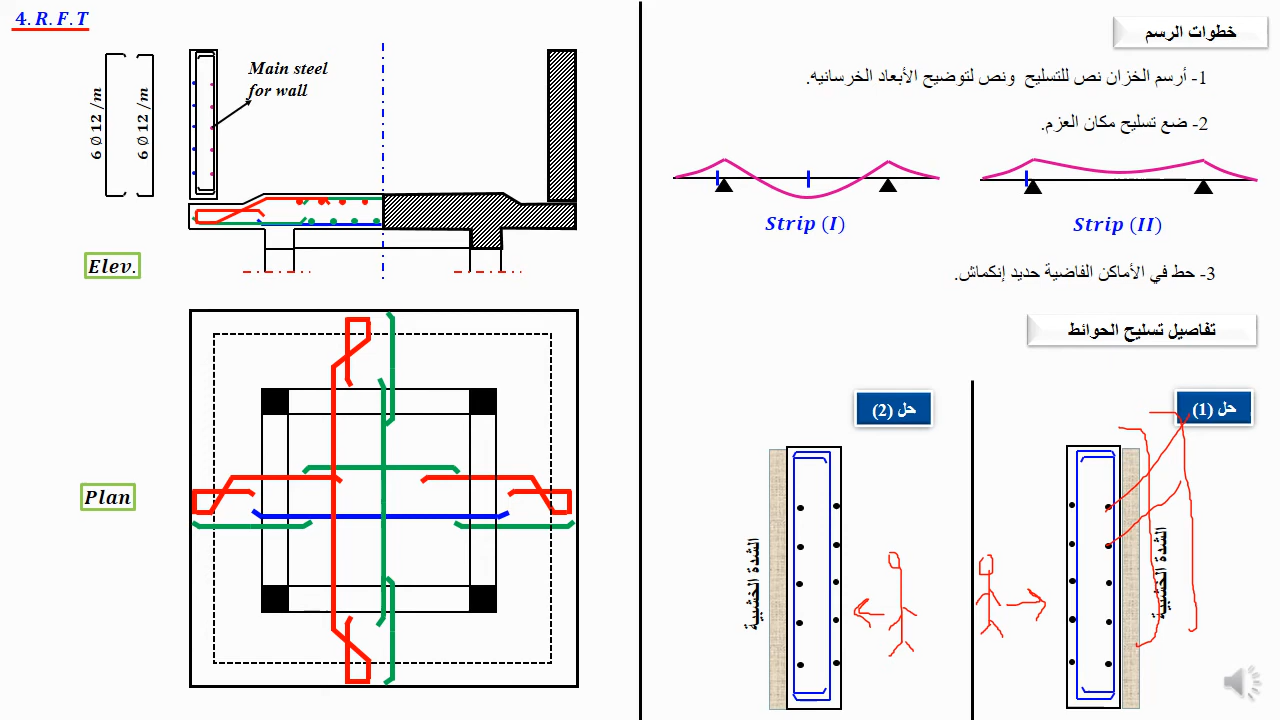 4.R.F.T
Main steel
for wall
6 Ø 12 /m
6 Ø 12 /m
Elev.
Plan
خطوات الرسم
1- أرسم الخزان نص للتسليح ونص لتوضيح الأبعاد الخرسانيه.
2- ضع تسليح مكان العزم.
Strip (I)
Strip (II)
3- حط في الأماكن الفاضية حديد إنكماش.
تفاصيل تسليح الحوائط
حل (1)
حل (2)
الشدة الخشبية
الشدة الخشبية